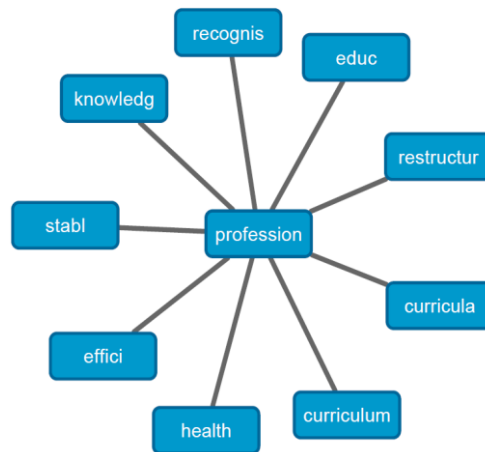 recognis
educ
knowledg
restructur
stabl
profession
curricula
effici
curriculum
health